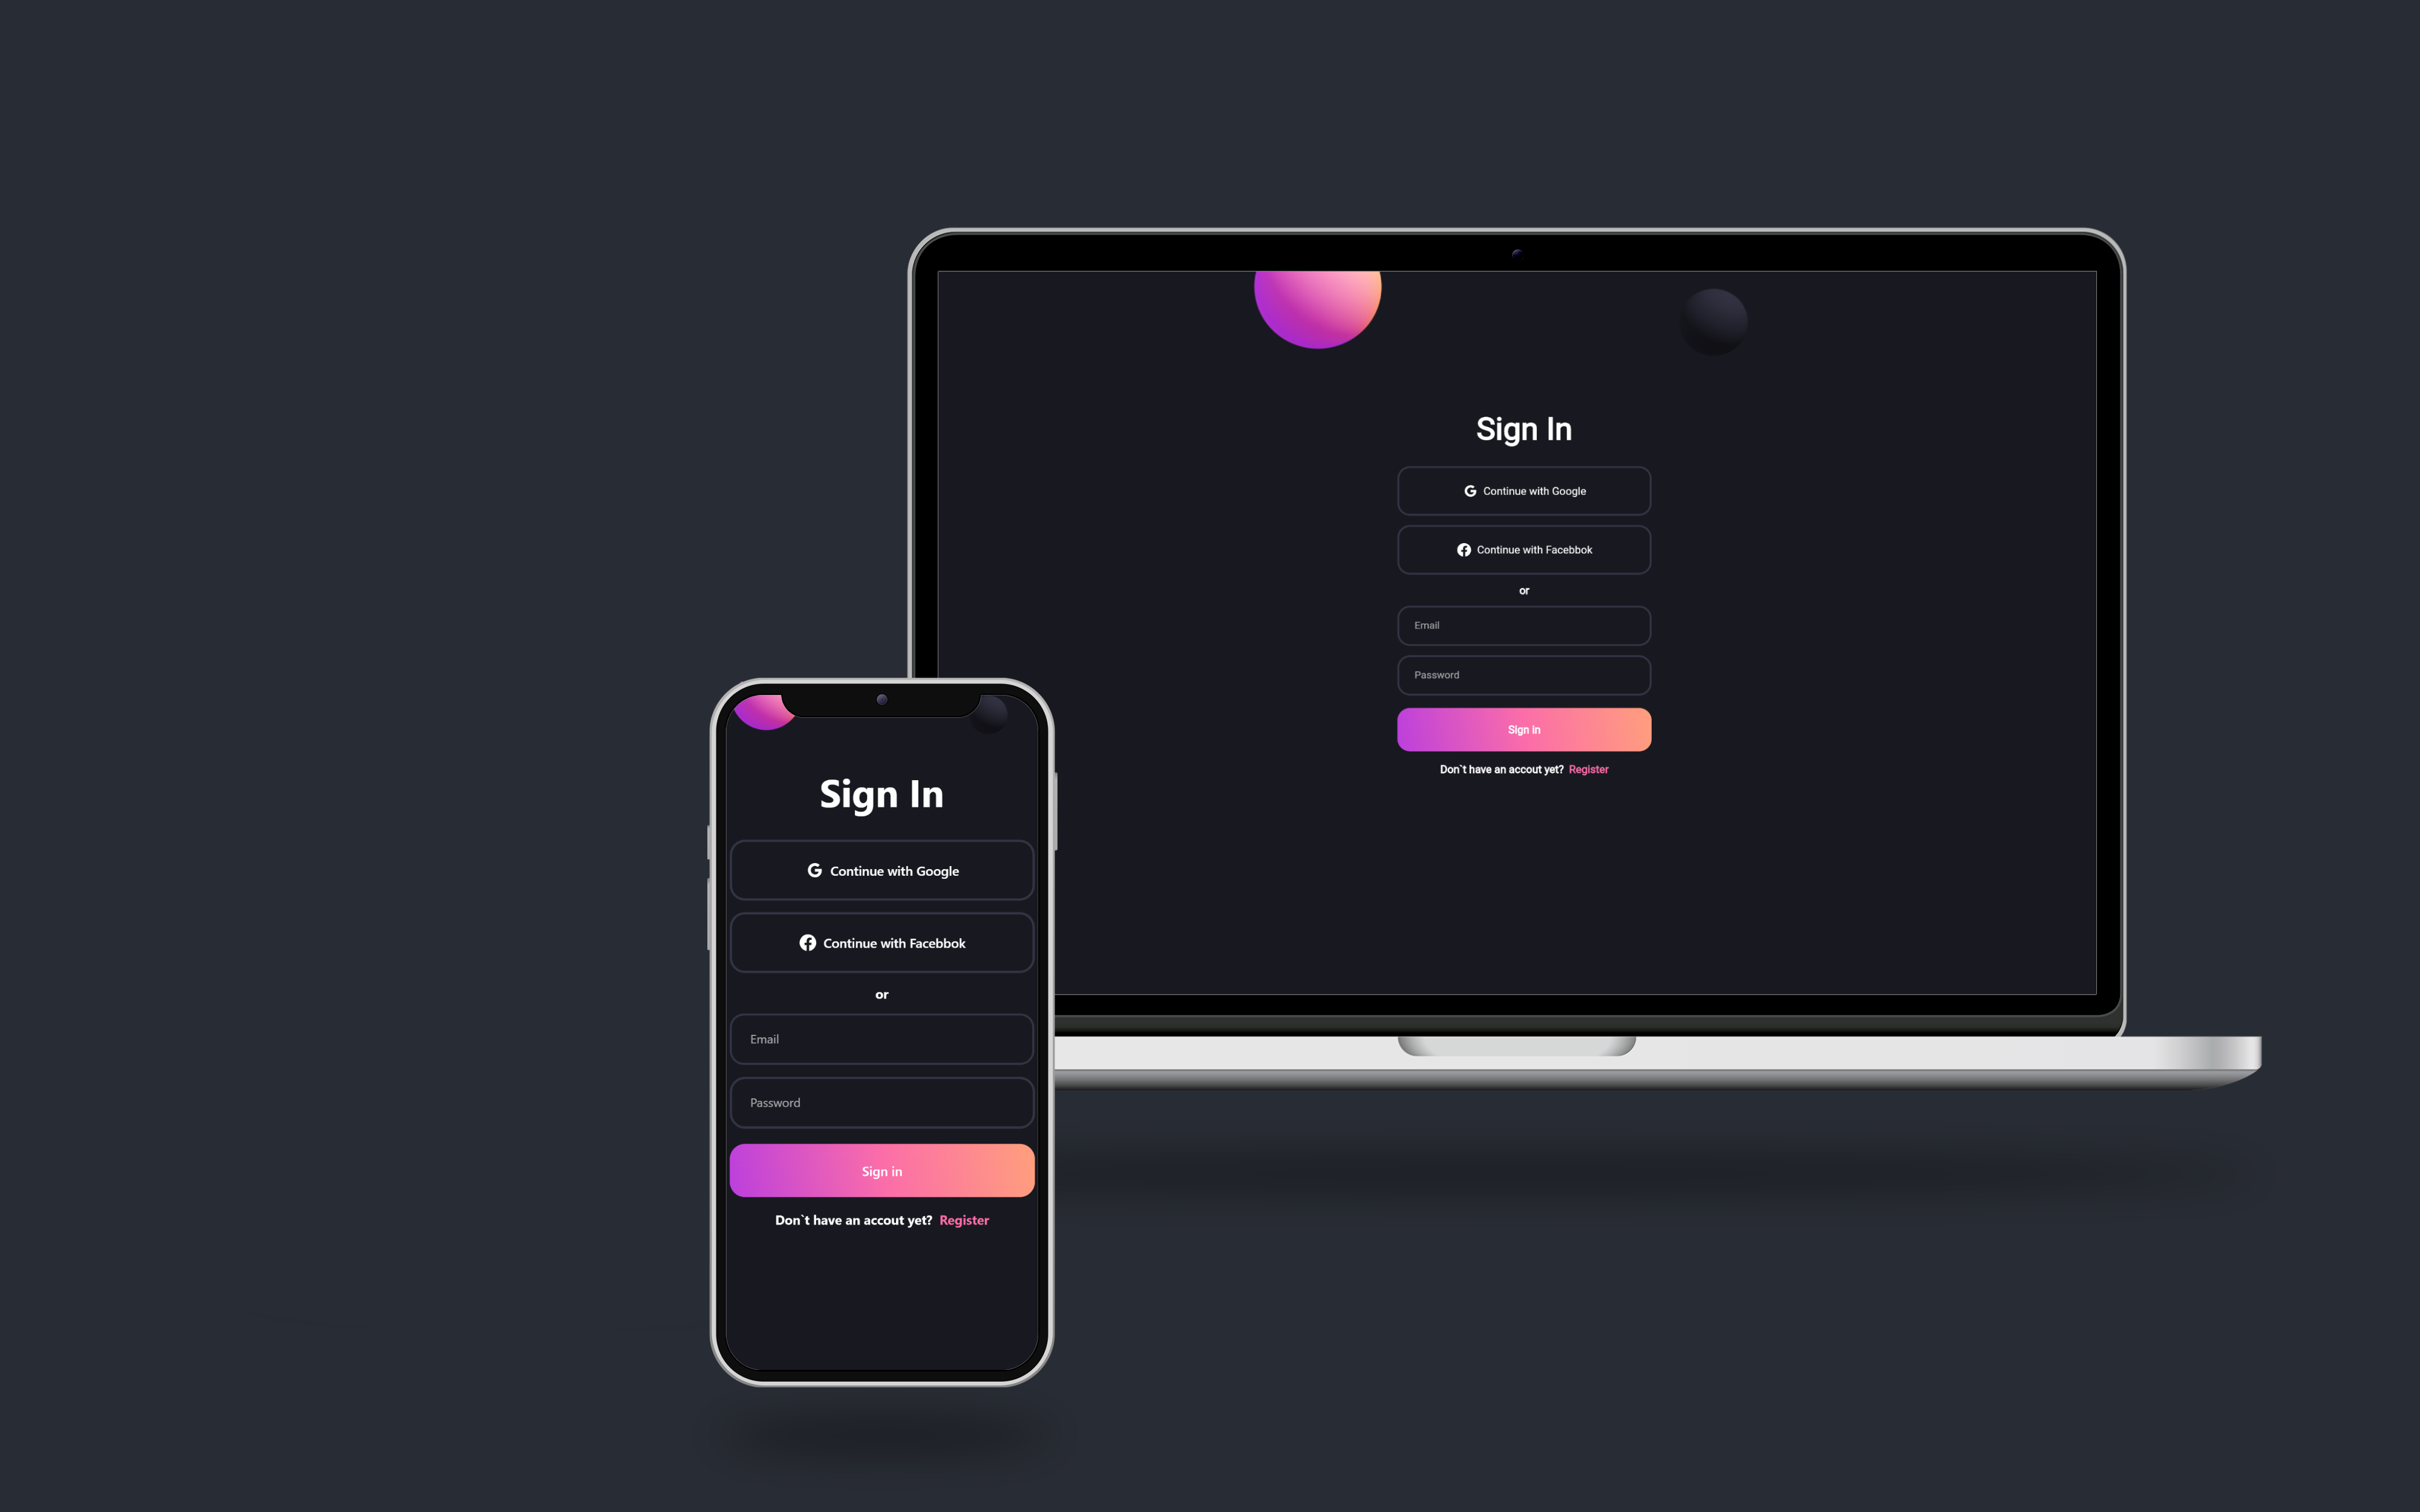 Sign In
Continue with Google
Continue with Facebbok
or
Email
Password
Sign in
Don`t have an accout yet? Register
Sign In
Continue with Google
Continue with Facebbok
or
Email
Password
Sign in
Don`t have an accout yet? Register